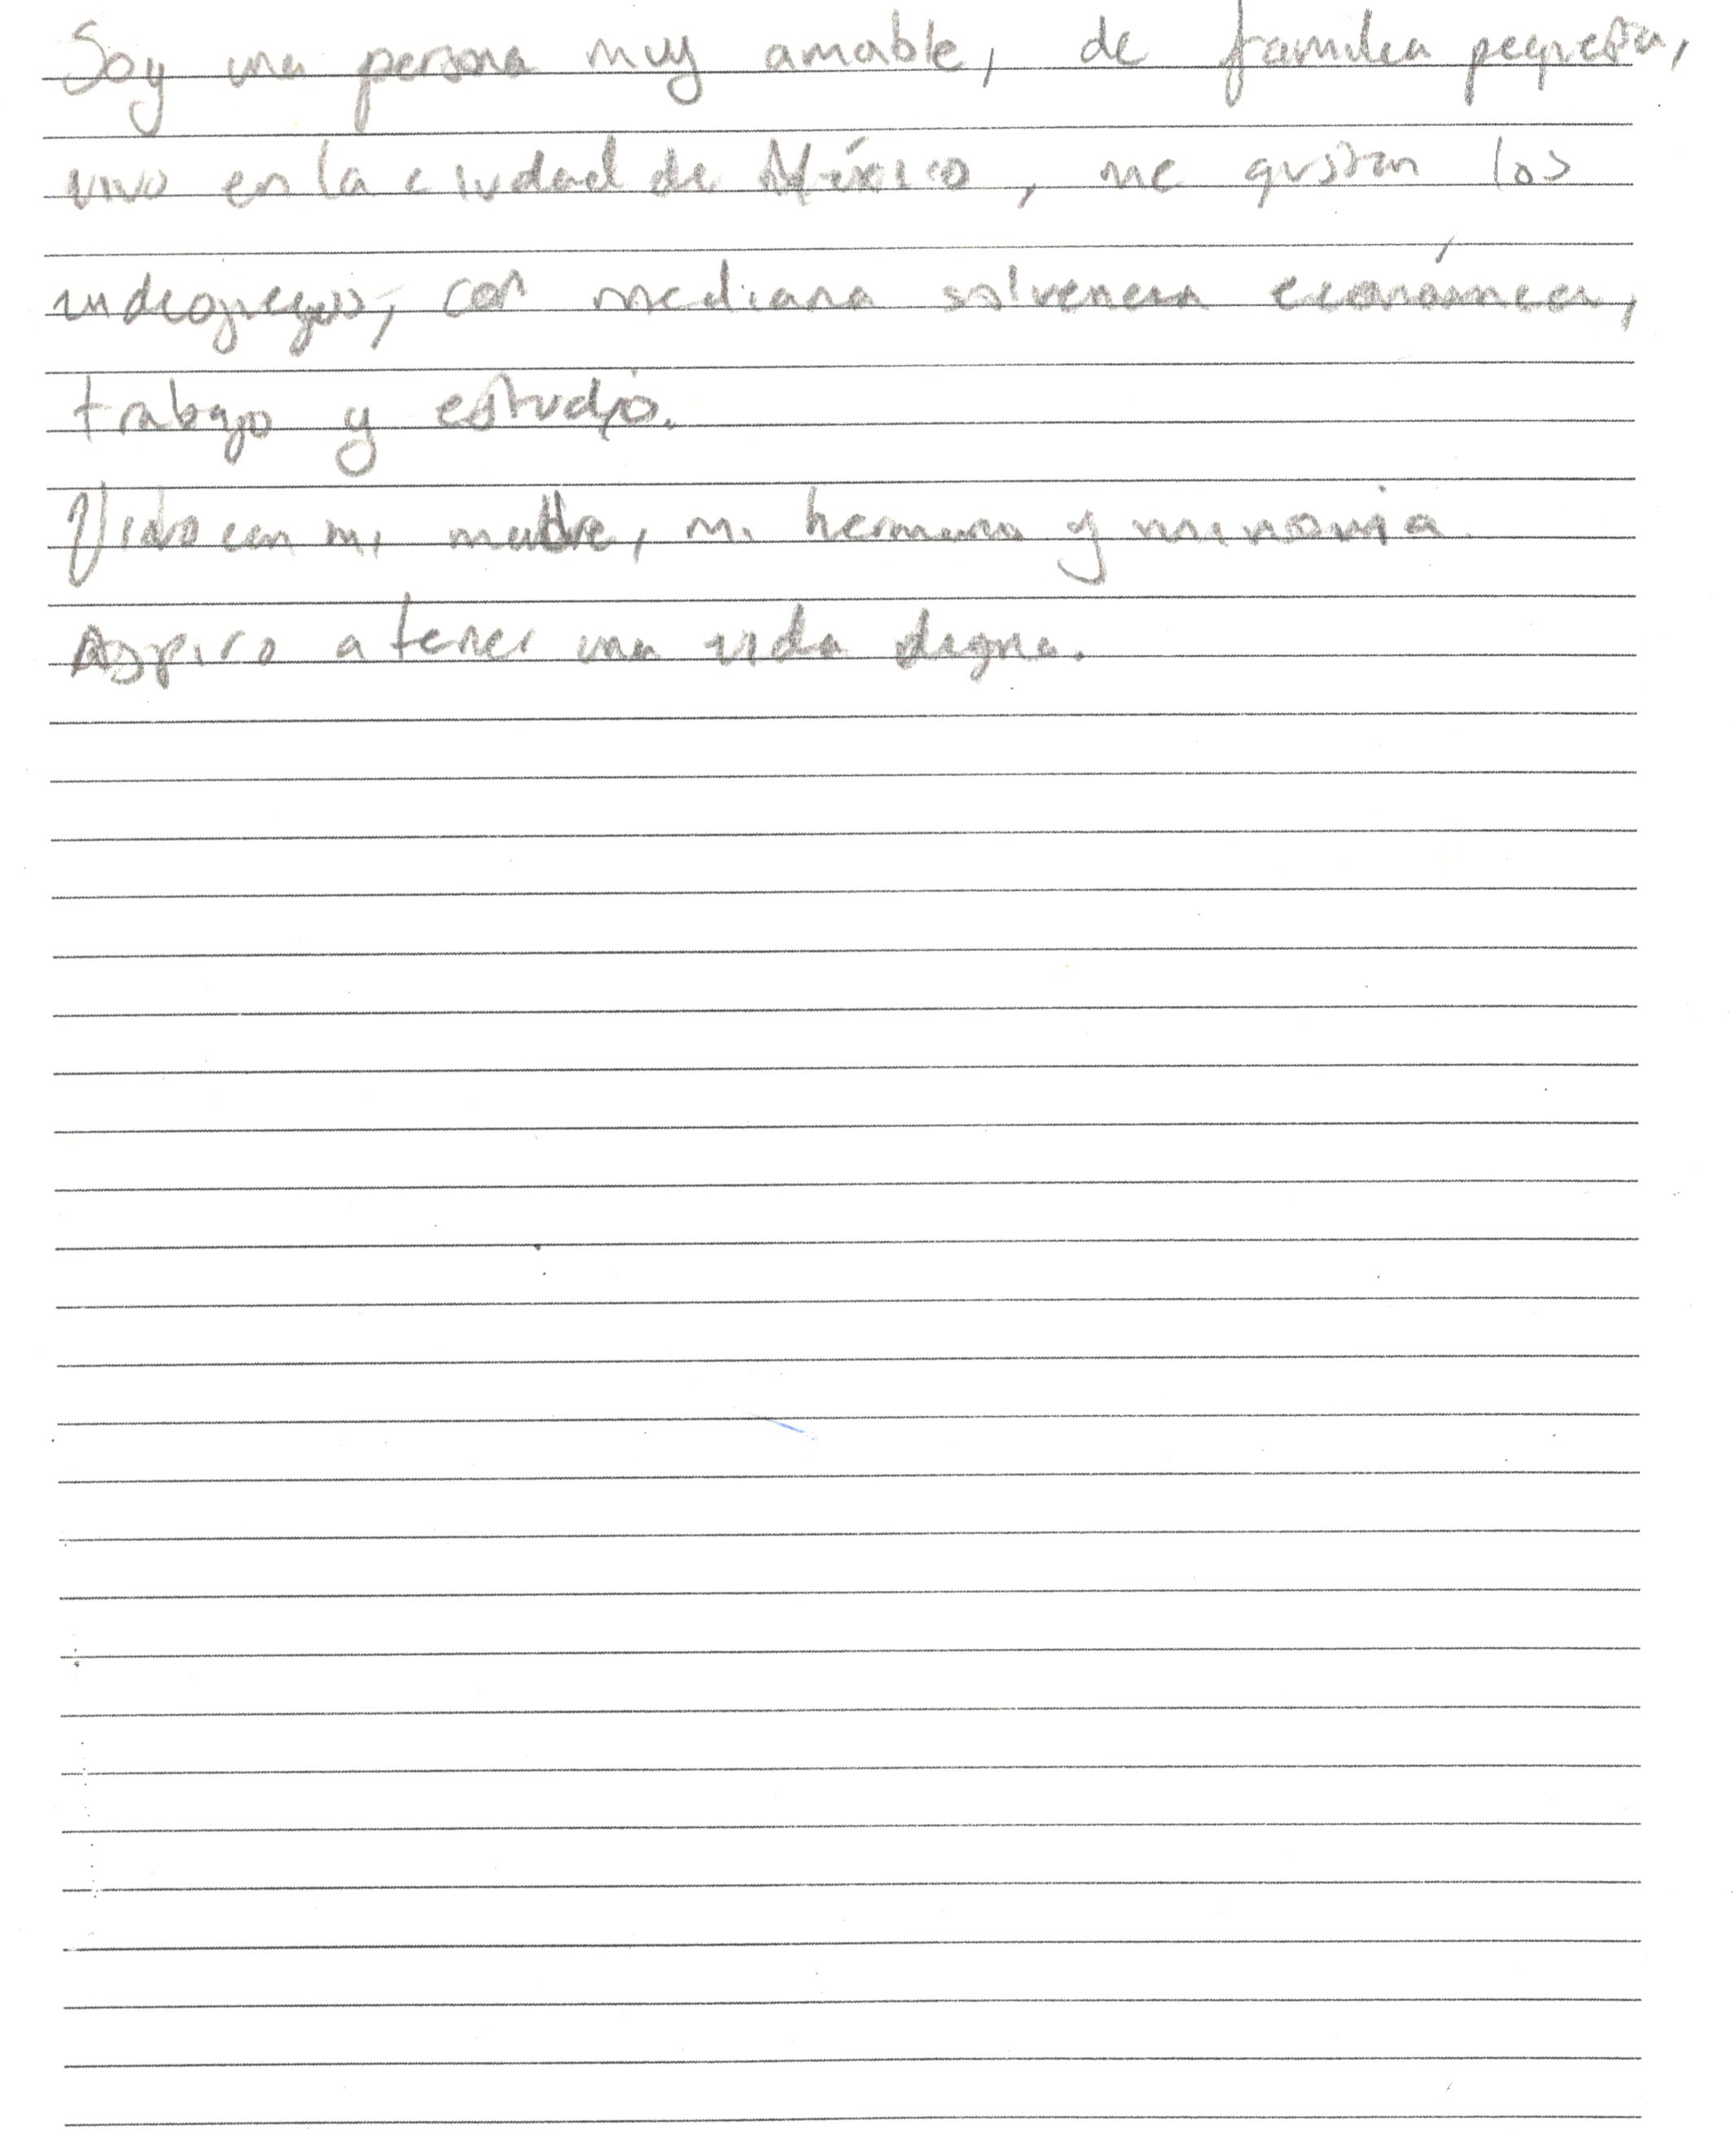 Soy una persona muy amable, de familia pequeña,
vivo en la ciudad de México, me gustan los
videojuegos, con mediana solvencia económica,
trabajo y estudio.
Vivo con mi madre, mi hermano y mi novia.
Aspiro a tener una vida digna.